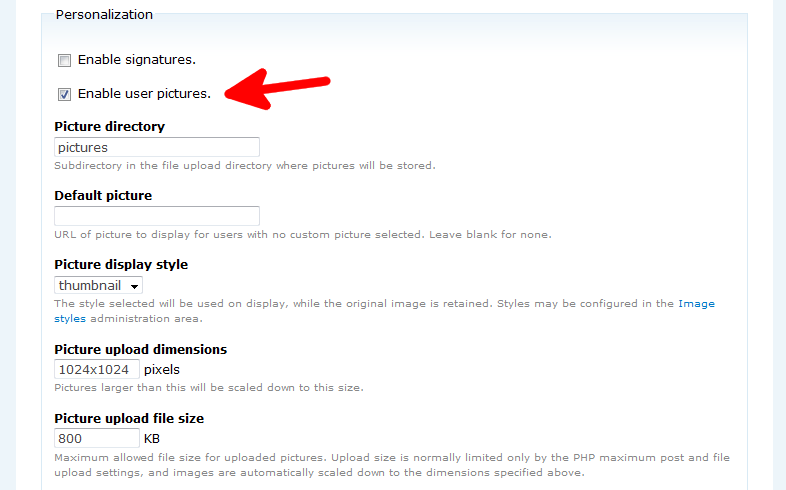 Personalization
Enable signatures.
Enable user pictures.
Picture directory
pictures
Subdirectory in the file upload directory where pictures will be stored.
Default picture
URL of picture to display for users with no custom picture selected. Leave blank for none.
Picture display style
thumbnail
The style selected will be used on display, while the original image is retained. Styles may be configured in the Image
styles administration area.
Picture upload dimensions
1024x1024 pixels
Pictures larger than this will be scaled down to this size.
Picture upload file size
800 KB
Maximum allowed file size for uploaded pictures. Upload size is normally limited only by the PHP maximum post and file
upload settings, and images are automatically scaled down to the dimensions specified above.